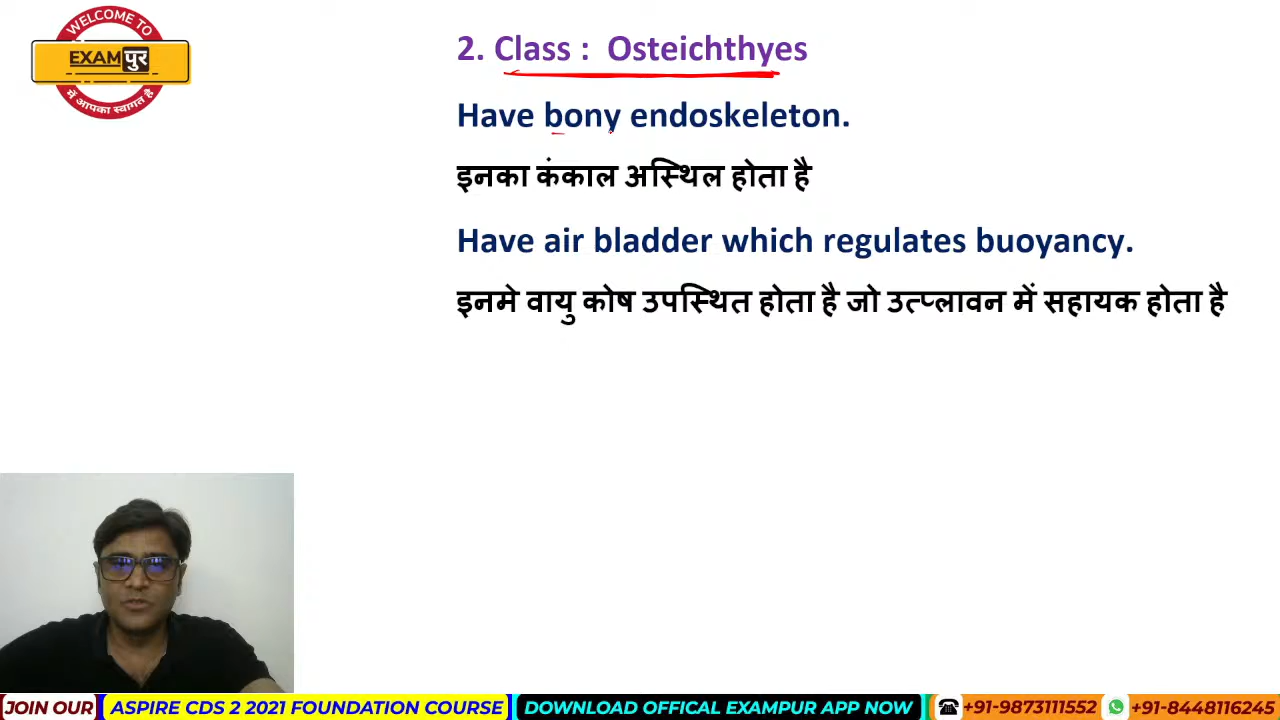 WELCOME TO
EXAMपुर
में आपका स्वागत है
2. Class :  Osteichthyes
Have bony endoskeleton.
इनका कंकाल अस्थिल होता है
Have air bladder which regulates buoyancy.
इनमे वायु कोष उपस्थित होता है जो उत्प्लावन में सहायक होता है
JOIN OUR ASPIRE CDS 2 2021 FOUNDATION COURSE DOWNLOAD OFFICAL EXAMPUR APP NOW +91-9873111552 +91-8448116245